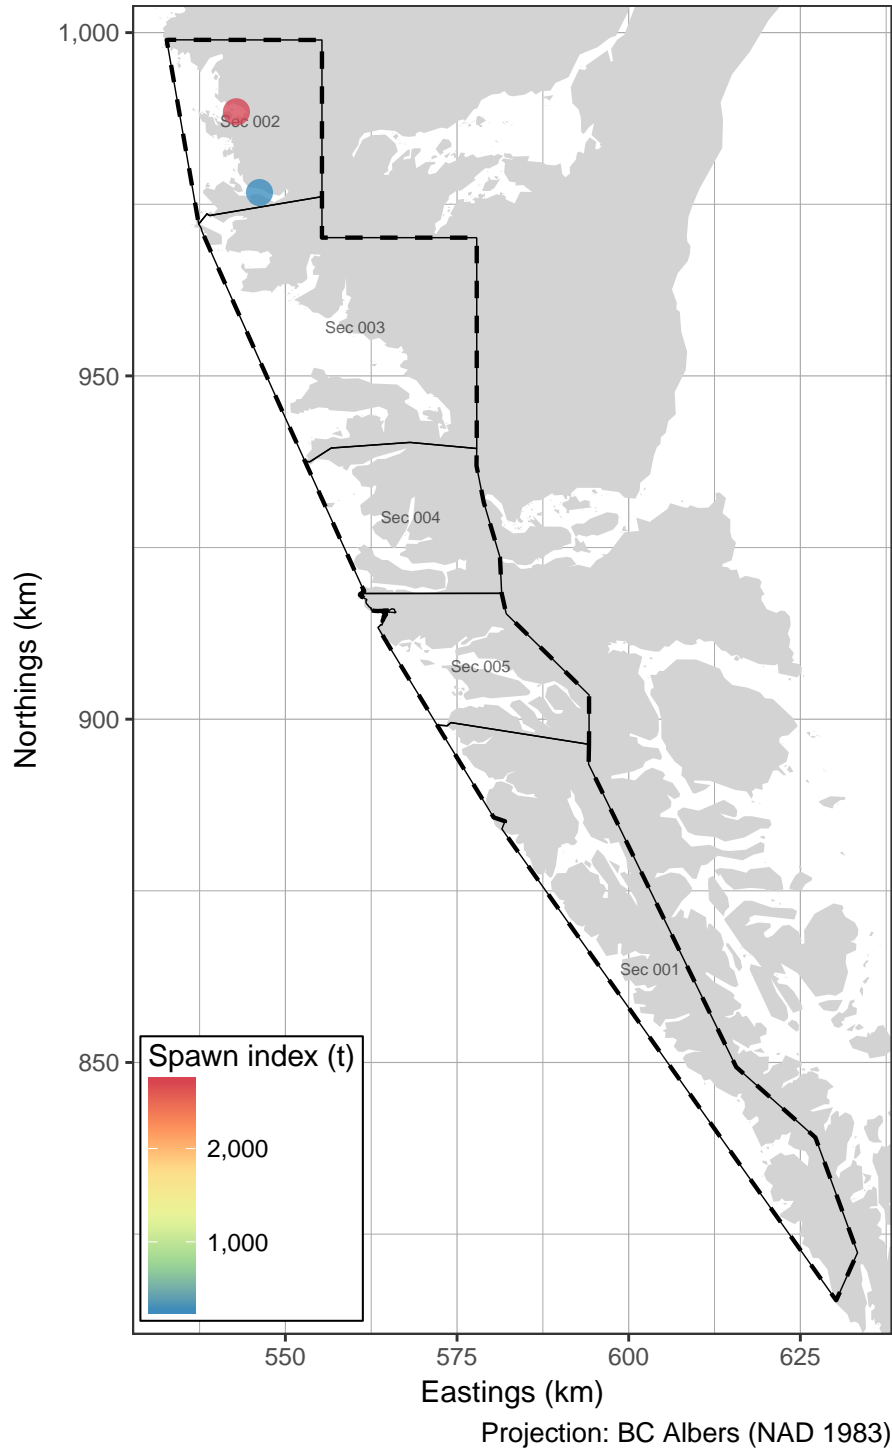 1,000
950
900
850
Northings (km)
Sec 002
Sec 003
Sec 004
Sec 005
Sec 001
Spawn index (t)
2,000
1,000
550
575
600
625
Eastings (km)
Projection: BC Albers (NAD 1983)